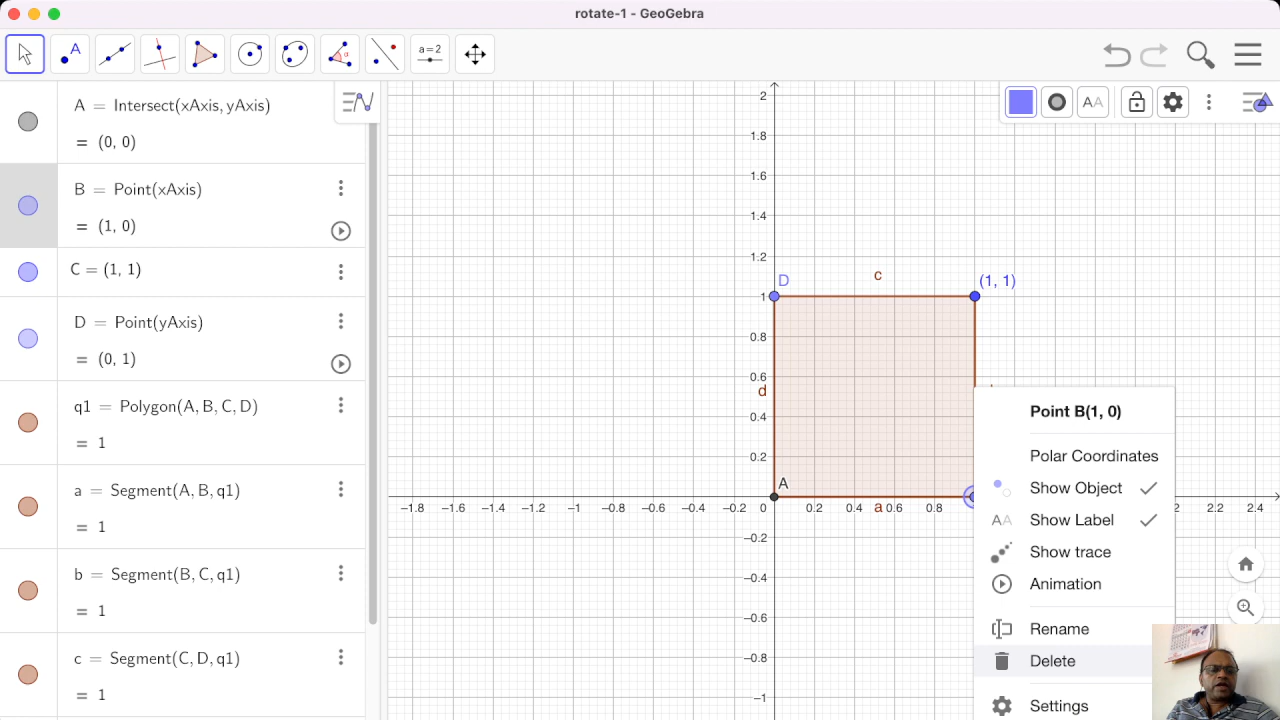 rotate-1 - GeoGebra
A
α
a=2
AA
A = Intersect(xAxis, yAxis)
= (0, 0)
B = Point(xAxis)
= (1, 0)
C = (1, 1)
D = Point(yAxis)
= (0, 1)
q1 = Polygon(A, B, C, D)
= 1
a = Segment(A, B, q1)
= 1
b = Segment(B, C, q1)
= 1
c = Segment(C, D, q1)
= 1
2
1.8
1.6
1.4
1.2
1
0.8
0.6
0.4
0.2
−0.2
−0.4
−0.6
−0.8
−1
−1.8 −1.6 −1.4 −1.2 −1 −0.8 −0.6 −0.4 −0.2 0 0.2 0.4 0.6 0.8 2 2.2 2.4
D
c
(1, 1)
d
A
a
Point B(1, 0)
Polar Coordinates
Show Object
AA Show Label
Show trace
Animation
Rename
Delete
Settings